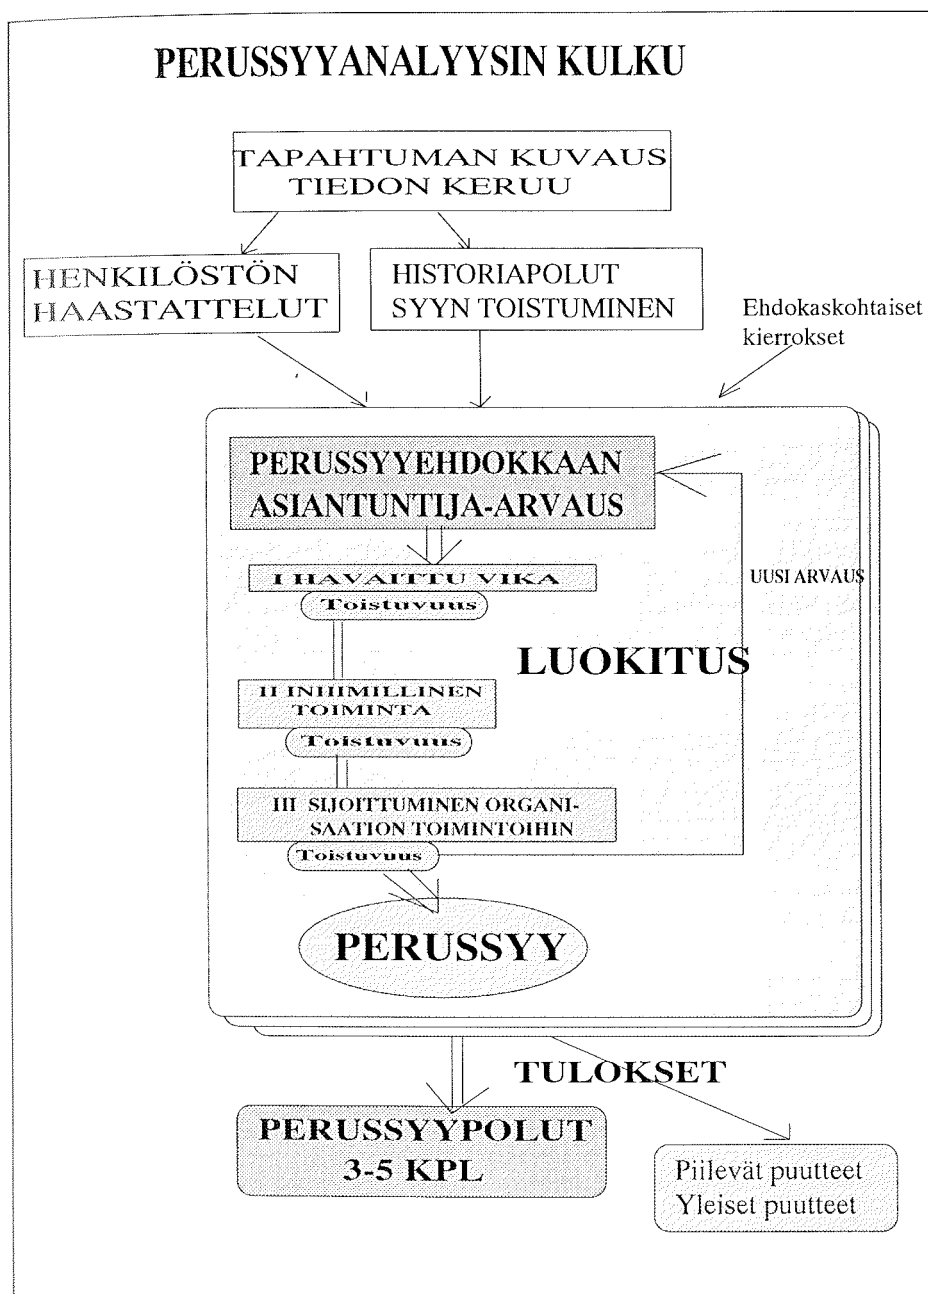 PERUSSYYANALYYSIN KULKU
TAPAHTUMAN KUVAUS
TIEDON KERUU
HENKILÖSTÖN
HAASTATTELUT
HISTORIAPOLUT
SYYN TOISTUMINEN
Ehdokaskohtaiset
kierrokset
PERUSSYYEHDOKKAAN
ASIANTUNTIJA-ARVAUS
I HAVAITTU VIKA
Toistuvuus
UUSI ARVAUS
LUOKITUS
II INHIMILLINEN
TOIMINTA
Toistuvuus
III SIJOITTUMINEN ORGANI-
SAATION TOIMINTOIHIN
Toistuvuus
PERUSSYY
TULOKSET
PERUSSYYPOLUT
3-5 KPL
Piilevät puutteet
Yleiset puutteet